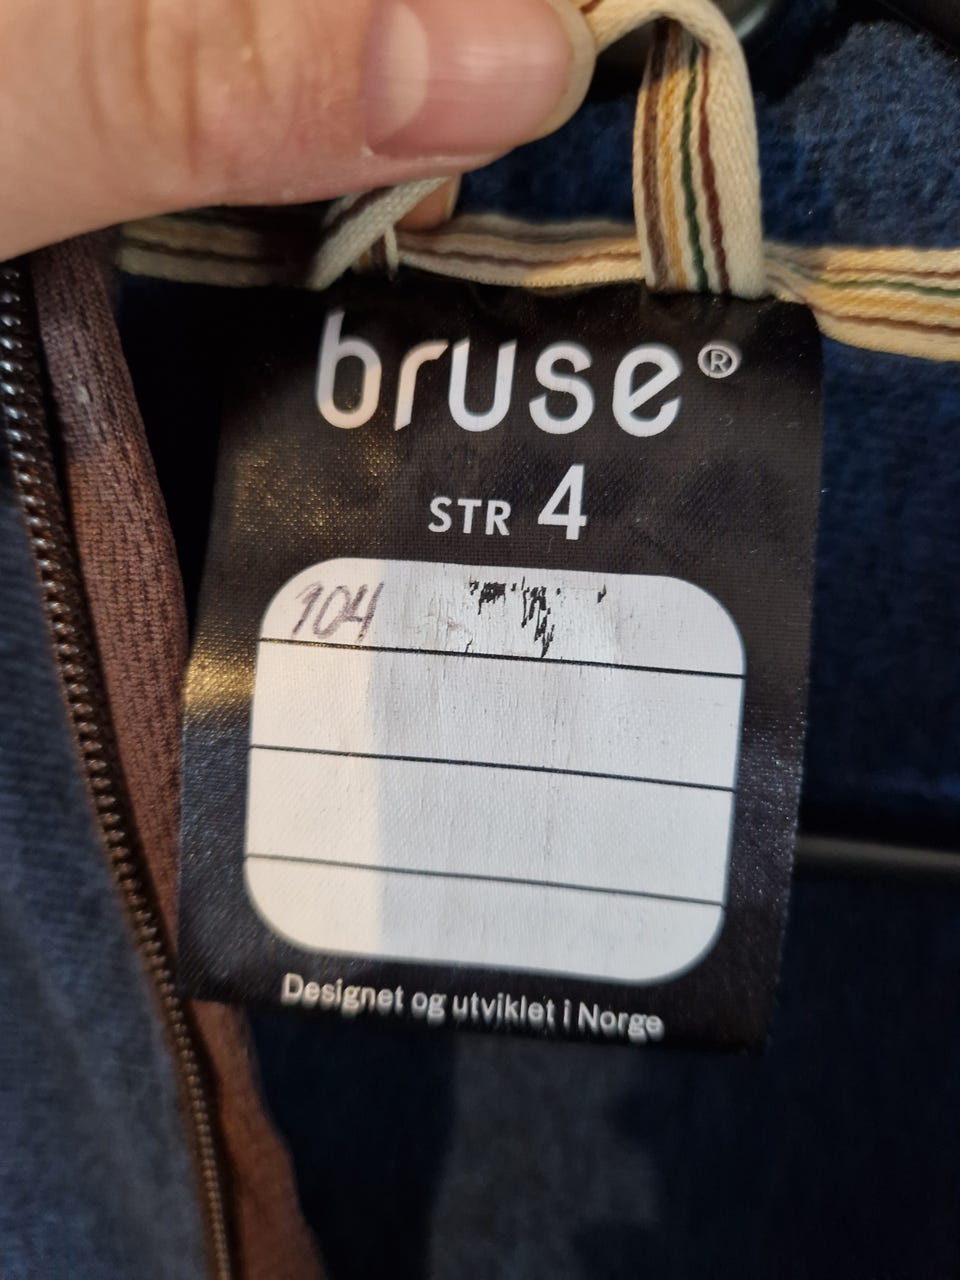 bruse®
STR 4
104
Designet og utviklet i Norge